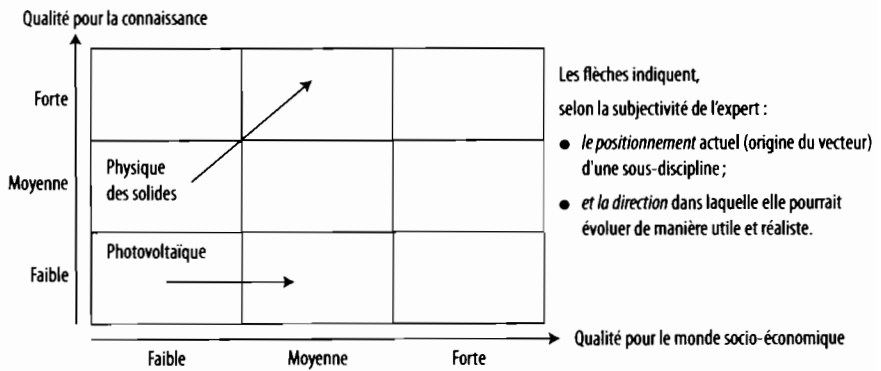 Qualité pour la connaissance
Forte
Moyenne
Faible
Physique
des solides
Photovoltaïque
Faible
Moyenne
Forte
Qualité pour le monde socio-économique
Les flèches indiquent,
selon la subjectivité de l'expert :
● le positionnement actuel (origine du vecteur)
d'une sous-discipline ;
● et la direction dans laquelle elle pourrait
évoluer de manière utile et réaliste.